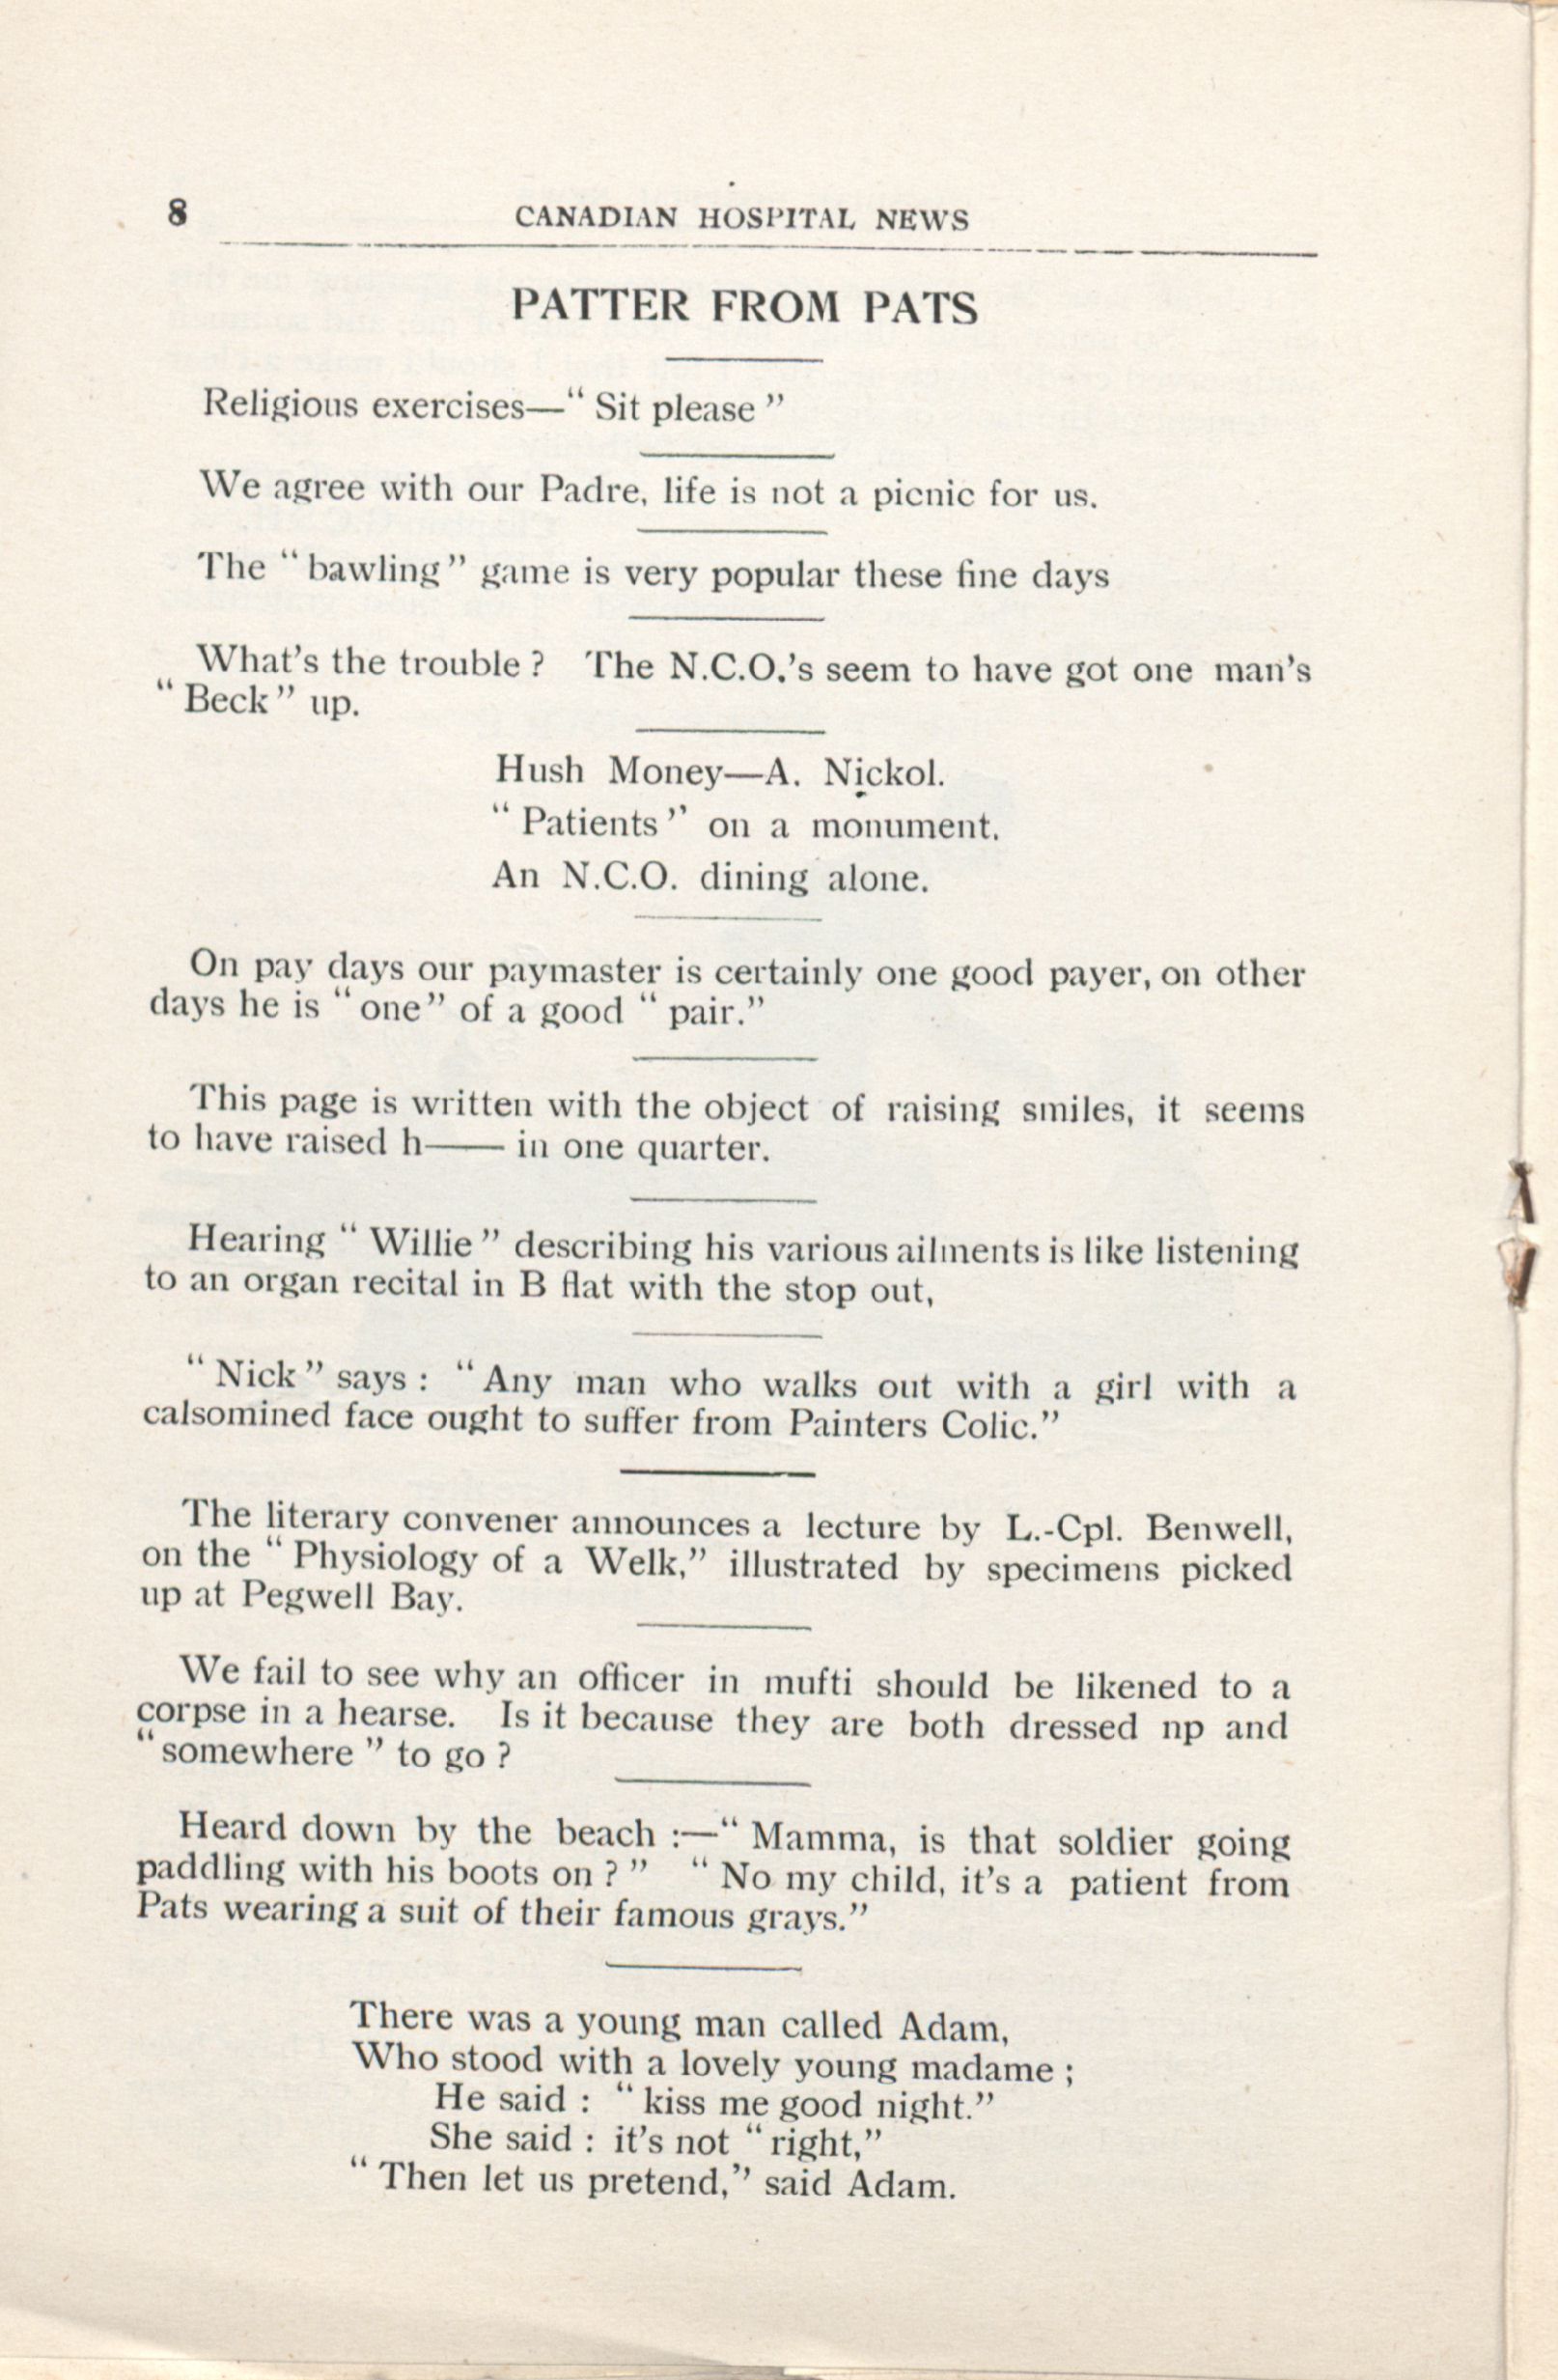 8 CANADIAN HOSPITAL NEWS
PATTER FROM PATS
Religious exercises—“ Sit please ”
We agree with our Padre, life is not a picnic for us.
The “ bawling ” game is very popular these fine days
What’s the trouble ? The N.C.O.’s seem to have got one man’s
“ Beck ” up.
Hush Money—A. Nickol.
“ Patients ” on a monument.
An N.C.O. dining alone.
On pay days our paymaster is certainly one good payer, on other
days he is “ one ” of a good “ pair.”
This page is written with the object of raising smiles, it seems
to have raised h—— in one quarter.
Hearing “ Willie ” describing his various ailments is like listening
to an organ recital in B flat with the stop out,
“ Nick ” says : “ Any man who walks out with a girl with a
calsomined face ought to suffer from Painters Colic.”
The literary convener announces a lecture by L.-Cpl. Benwell,
on the “ Physiology of a Welk,” illustrated by specimens picked
up at Pegwell Bay.
We fail to see why an officer in mufti should be likened to a
corpse in a hearse. Is it because they are both dressed np and
“ somewhere ” to go ?
Heard down by the beach :—“ Mamma, is that soldier going
paddling with his boots on ? ” “ No my child, it’s a patient from
Pats wearing a suit of their famous grays.”
There was a young man called Adam,
Who stood with a lovely young madame ;
He said : “ kiss me good night.”
She said : it’s not “ right,”
“ Then let us pretend,” said Adam.